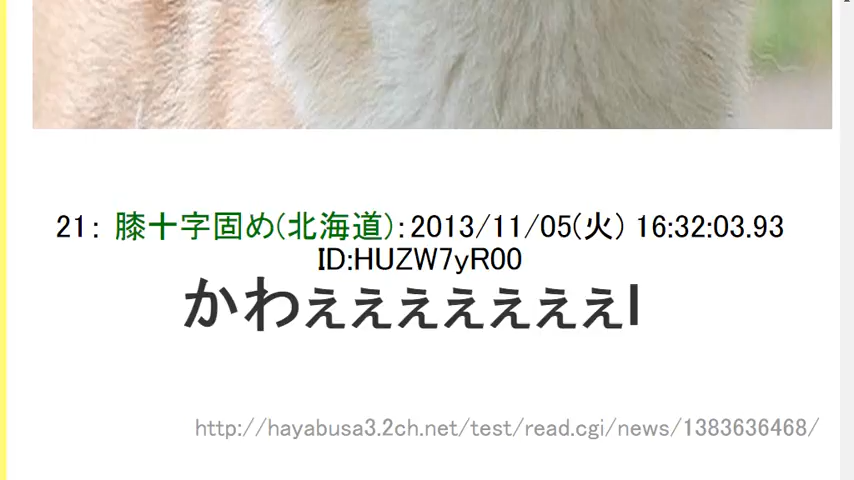 21: 膝十字固め(北海道):2013/11/05(火) 16:32:03.93
ID:HUZW7yR00
かわぇぇぇぇぇぇぇl
http://hayabusa3.2ch.net/test/read.cgi/news/1383636468/